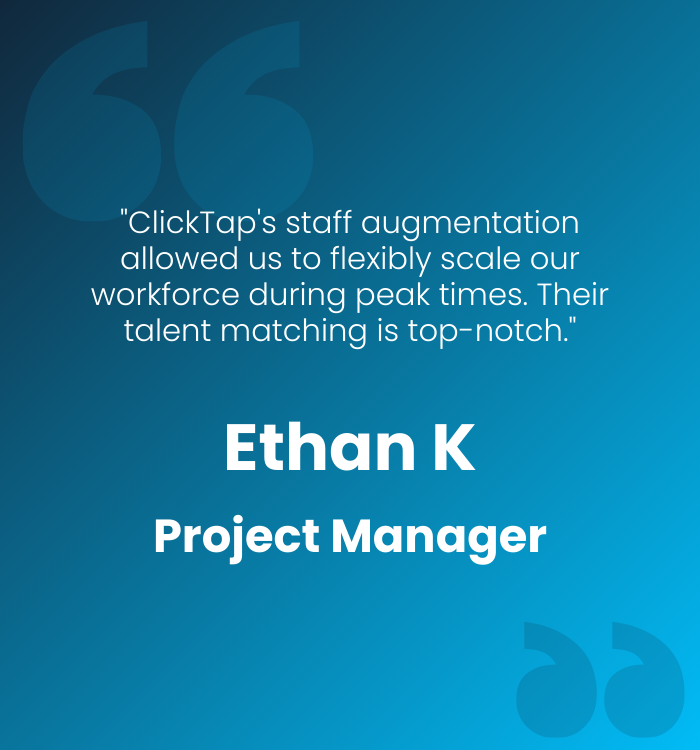 "ClickTap's staff augmentation
allowed us to flexibly scale our
workforce during peak times. Their
talent matching is top-notch."
Ethan K
Project Manager